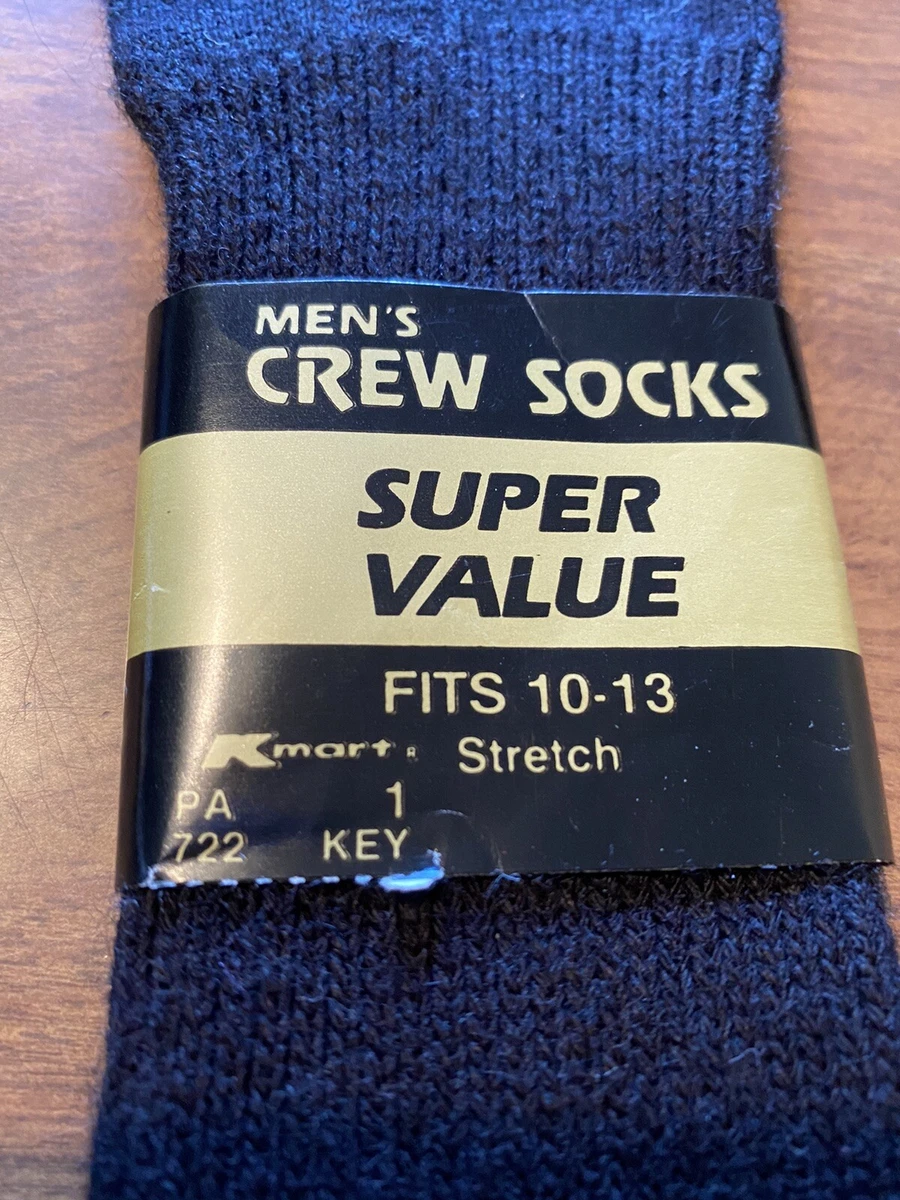 MEN'S
CREW SOCKS
SUPER
VALUE
FITS 10-13
Kmart® Stretch
PA 1
722 KEY